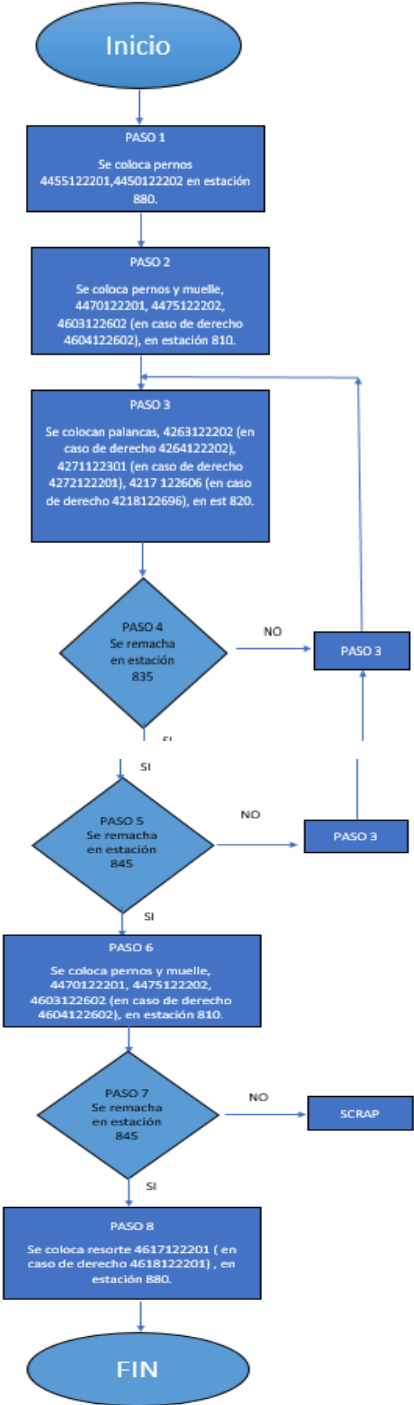 Inicio
PASO 1
Se coloca pernos
4455122201,4450122202 en estación
880.
PASO 2
Se coloca pernos y muelle,
4470122201, 4475122202,
4603122602 (en caso de derecho
4604122602), en estación 810.
PASO 3
Se colocan palancas, 4263122202 (en
caso de derecho 4264122202),
4271122301 (en caso de derecho
4272122201), 4217 122606 (en caso
de derecho 4218122696), en est 820.
PASO 4
Se remacha
en estación
835
NO
PASO 3
SI
SI
PASO 5
Se remacha
en estación
845
NO
PASO 3
SI
PASO 6
Se coloca pernos y muelle,
4470122201, 4475122202,
4603122602 (en caso de derecho
4604122602), en estación 810.
PASO 7
Se remacha
en estación
845
NO
SCRAP
SI
PASO 8
Se coloca resorte 4617122201 ( en
caso de derecho 4618122201) , en
estación 880.
FIN